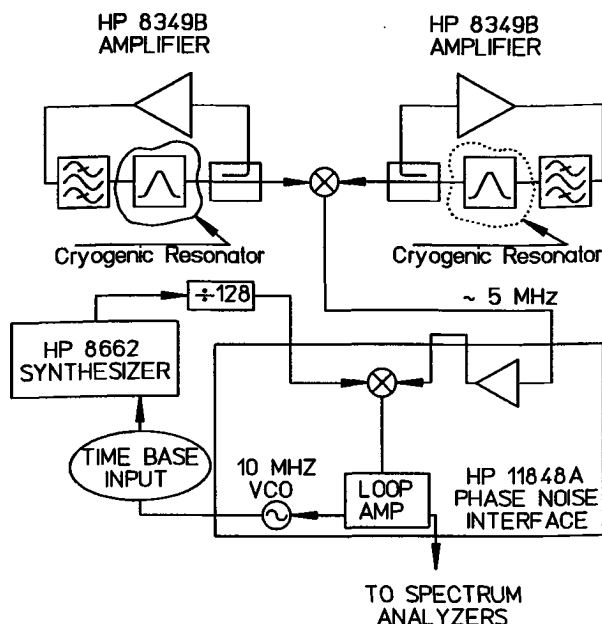 HP 8349B
AMPLIFIER
HP 8349B
AMPLIFIER
Cryogenic Resonator
Cryogenic Resonator
÷128
~ 5 MHz
HP 8662
SYNTHESIZER
TIME BASE
INPUT
10 MHZ
VCO
LOOP
AMP
HP 11848A
PHASE NOISE
INTERFACE
TO SPECTRUM
ANALYZERS